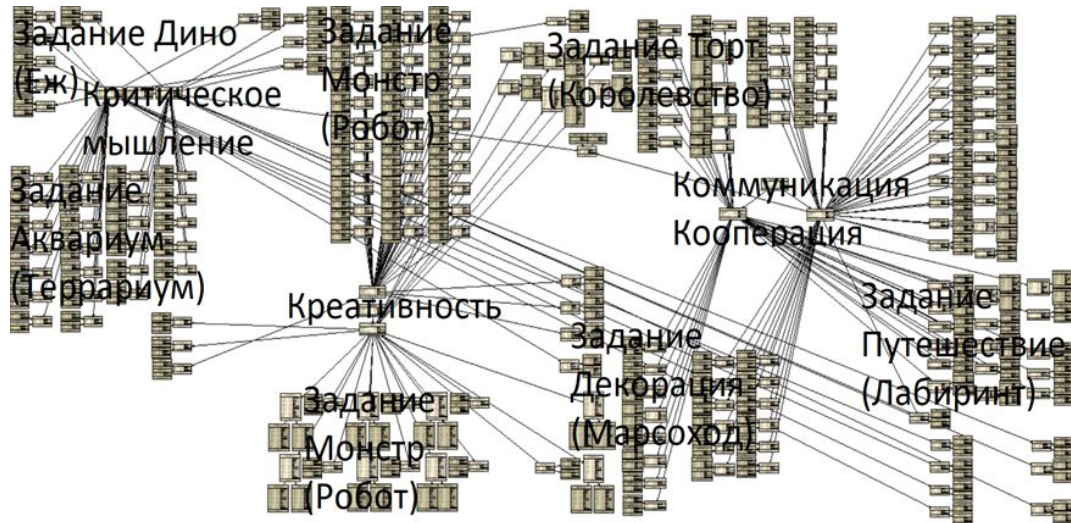 Задание Дино
(Еж)
Критическое
мышление
Задание
Аквариум
(Террариум)
Задание
Монстр
(Робот)
Креативность
Задание
Монстр
(Робот)
Задание Торт
(Королевство)
Коммуникация
Кооперация
Задание
Декорация
(Марсоход)
Задание
Путешествие
(Лабиринт)